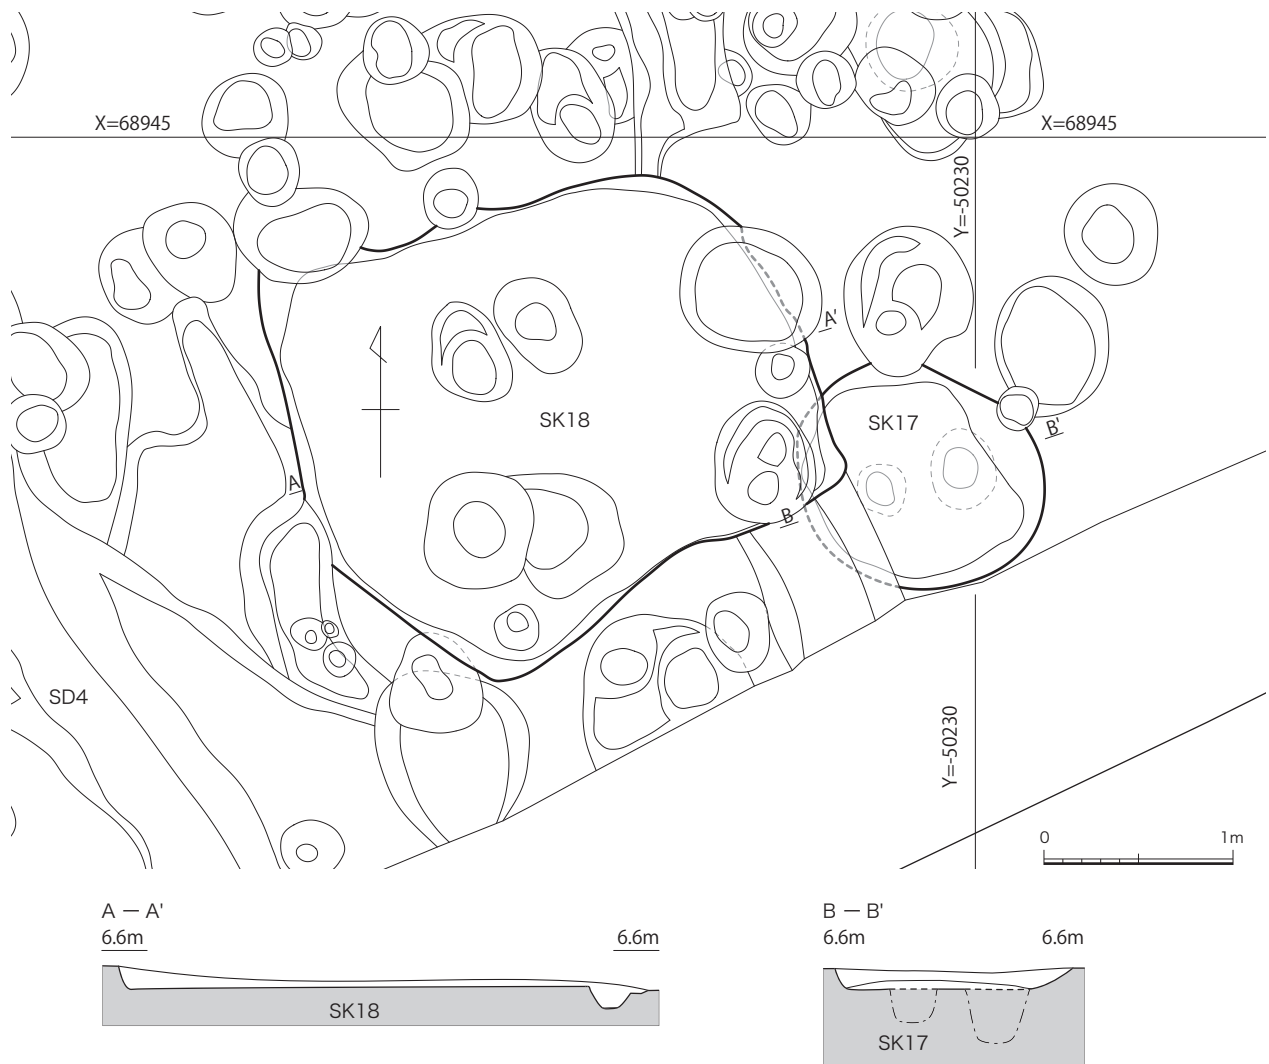 X=68945
X=68945
Y=-50230
A'
SK18
SK17
B'
A
B
SD4
Y=-50230
0 1m
A — A'
6.6m 6.6m
SK18
B — B'
6.6m 6.6m
SK17